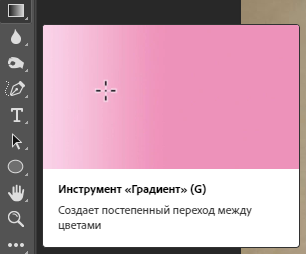 Инструмент «Градиент» (G)
Создает постепенный переход между
цветами